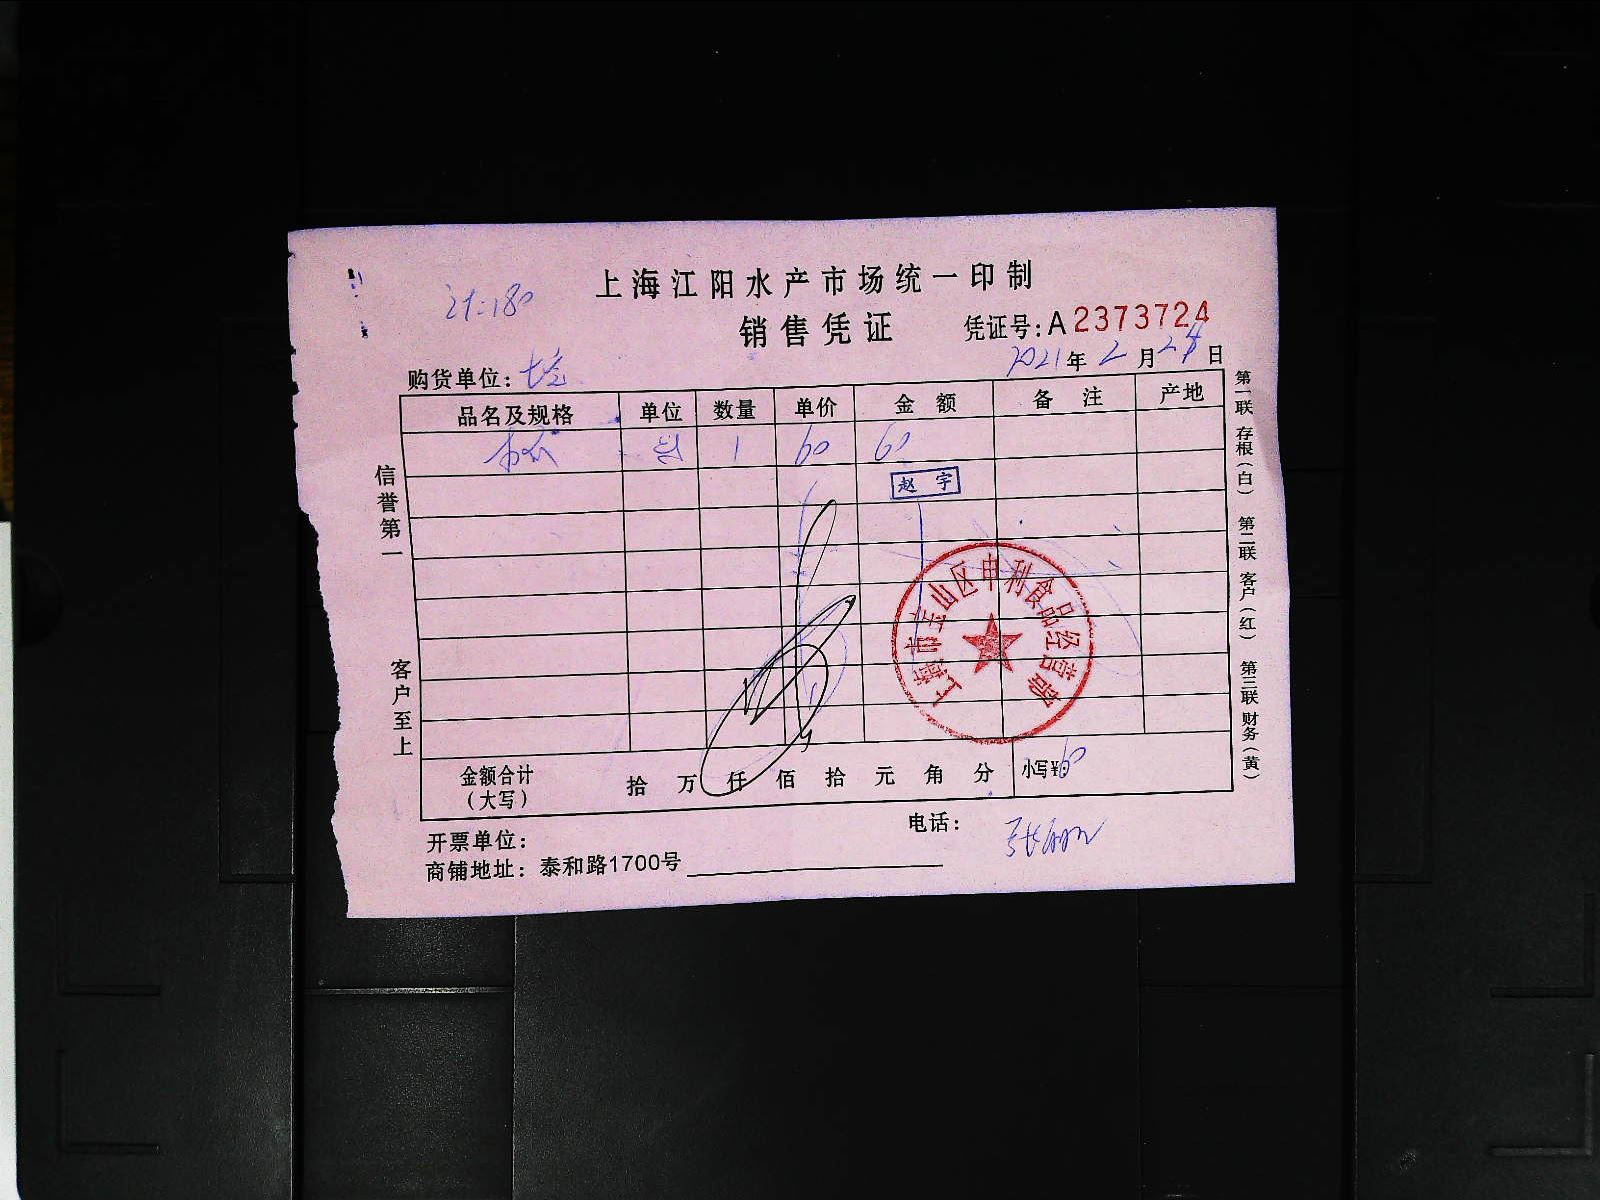 上海江阳水产市场统一印制
销售凭证
凭证号:A 2373724
2021年2月 日
购货单位:
品名及规格 单位 数量 单价 金额 备注 产地
1 60 60
赵宇
上海市宝山区申利食品经营部
金额合计(大写) 拾 万 仟 佰 拾 元 角 分 小写¥:60
开票单位: 电话:
商铺地址: 泰和路1700号
信誉第一 客户至上
第一联 存根(白) 第二联 客户(红) 第三联 财务(黄)